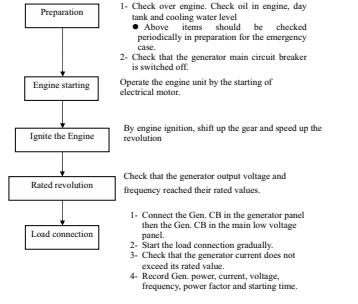 Preparation
1- Check over engine. Check oil in engine, day
tank and cooling water level
● Above items should be checked
periodically in preparation for the emergency
case.
2- Check that the generator main circuit breaker
is switched off.
Engine starting
Operate the engine unit by the starting of
electrical motor.
Ignite the Engine
By engine ignition, shift up the gear and speed up the
revolution
Rated revolution
Check that the generator output voltage and
frequency reached their rated values.
Load connection
1- Connect the Gen. CB in the generator panel
then the Gen. CB in the main low voltage
panel.
2- Start the load connection gradually.
3- Check that the generator current does not
exceed its rated value.
4- Record Gen. power, current, voltage,
frequency, power factor and starting time.